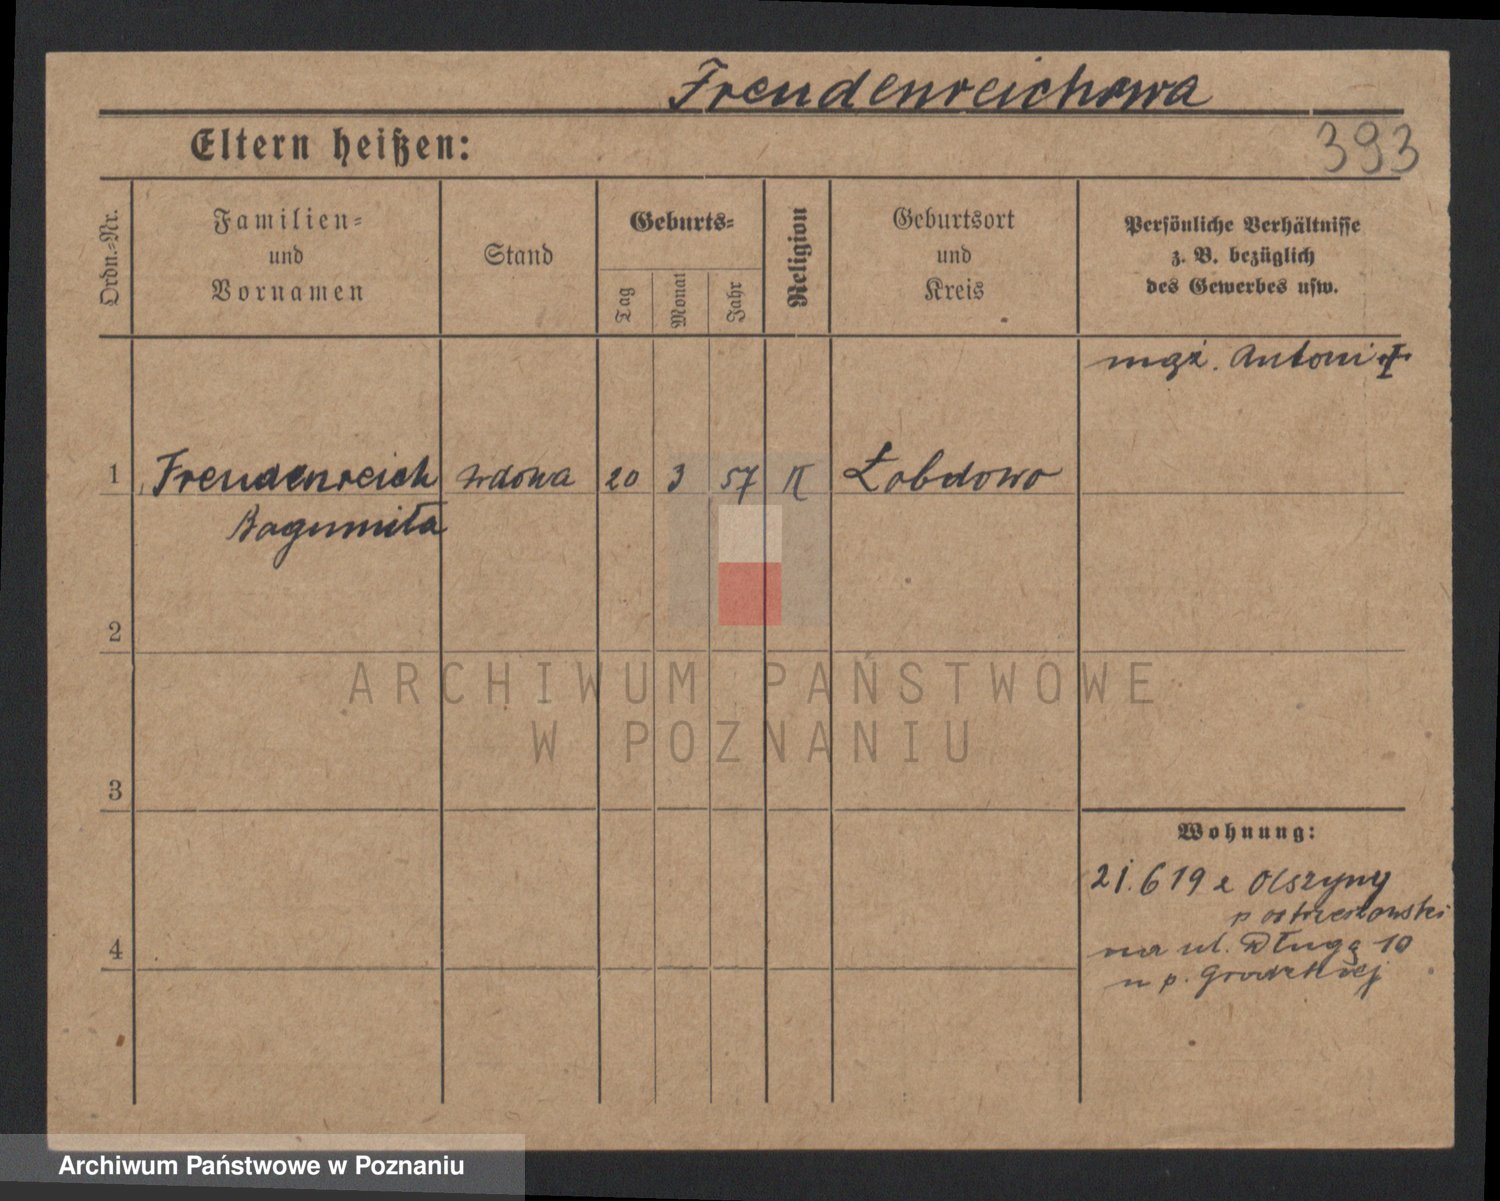 Freudenreichowa
Eltern heißen:
393
Ordn.=Nr.
Familien=
und
Vornamen
Stand
Geburts=
Tag
Monat
Jahr
Religion
Geburtsort
und
Kreis
Persönliche Verhältnisse
z. B. bezüglich
des Gewerbes usw.
mąż. Antoni
1 Freudenreich wdowa 20 3 57 K Łobdowo
Bogumiła
2
3
4
Wohnung:
21.6 19 z Olszyny
p
na ul. Długą 10
u p. Grodzkiej
ARCHIWUM PAŃSTWOWE
W POZNANIU
Archiwum Państwowe w Poznaniu